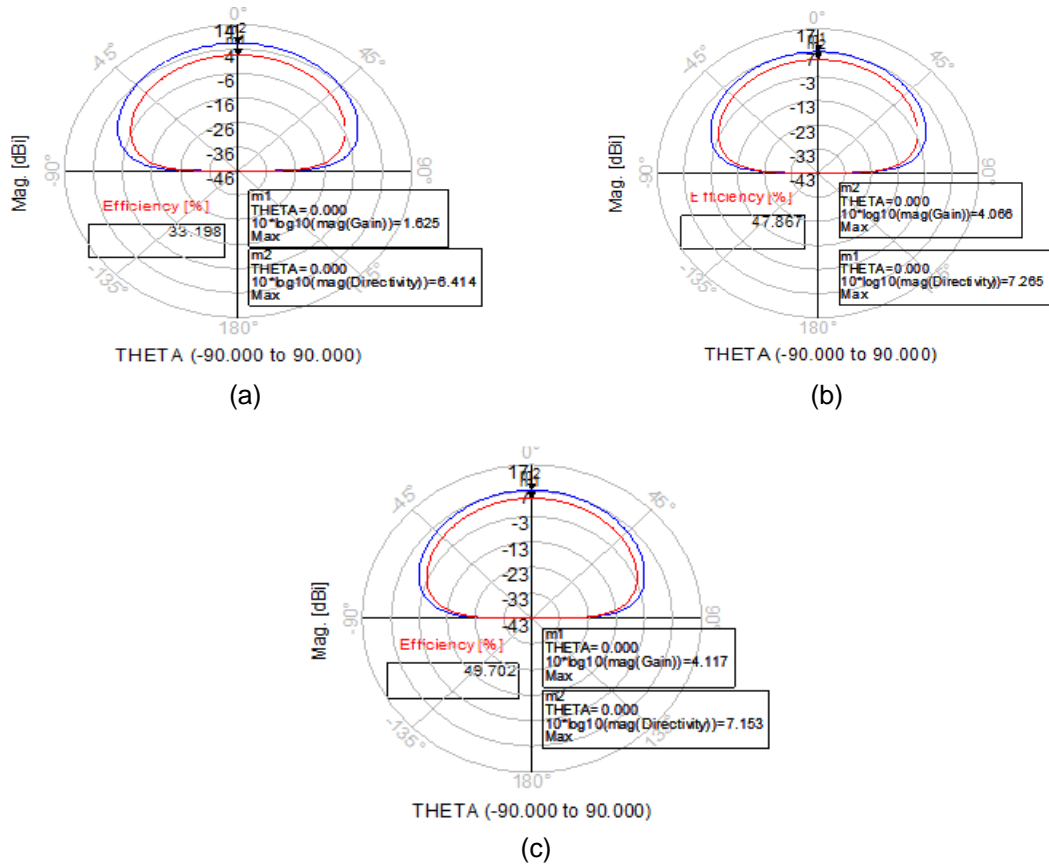 0°
14
4
-6
-16
-26
-36
-46
-45°
45°
-90°
90°
-135°
180°
Mag. [dBi]
Efficiency [%]
33.198
m1
THETA=0.000
10*log10(mag(Gain))=1.625
Max
m2
THETA=0.000
10*log10(mag(Directivity))=6.414
Max
THETA (-90.000 to 90.000)
(a)
0°
17
7
-3
-13
-23
-33
-43
-45°
45°
-90°
90°
-135°
180°
Mag. [dBi]
Efficiency [%]
47.867
m2
THETA=0.000
10*log10(mag(Gain))=4.066
Max
m1
THETA=0.000
10*log10(mag(Directivity))=7.265
Max
THETA (-90.000 to 90.000)
(b)
0°
17
7
-3
-13
-23
-33
-43
-45°
45°
-90°
90°
-135°
135°
180°
Mag. [dBi]
Efficiency [%]
49.702
m1
THETA=0.000
10*log10(mag(Gain))=4.117
Max
m2
THETA=0.000
10*log10(mag(Directivity))=7.153
Max
THETA (-90.000 to 90.000)
(c)